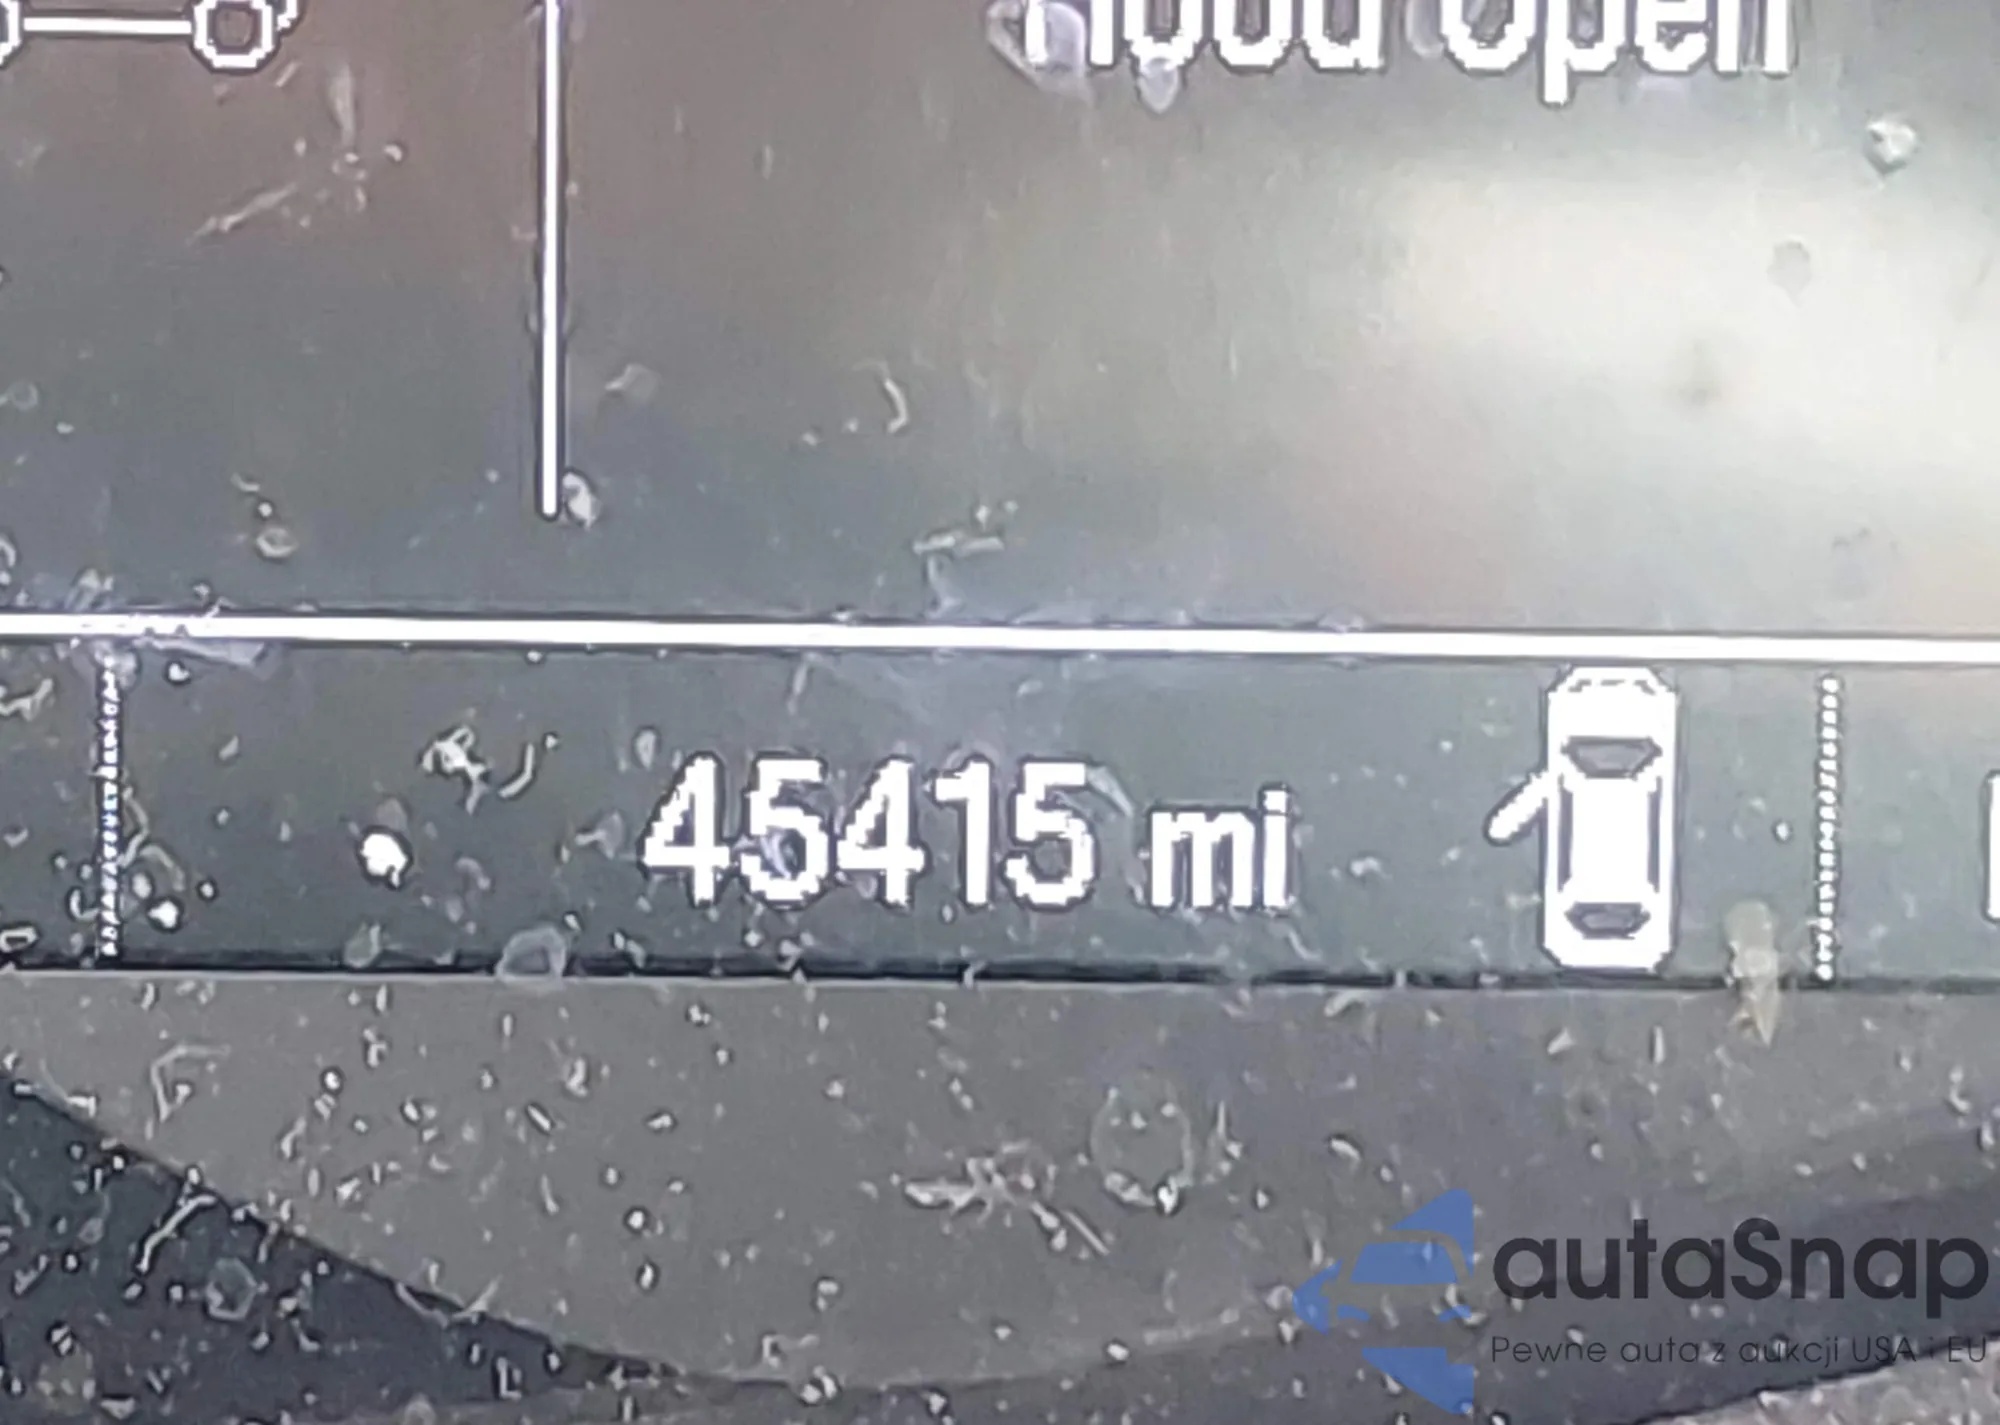 Hood Open
45415 mi
autaSnap
Pewne auta z aukcji USA i EU